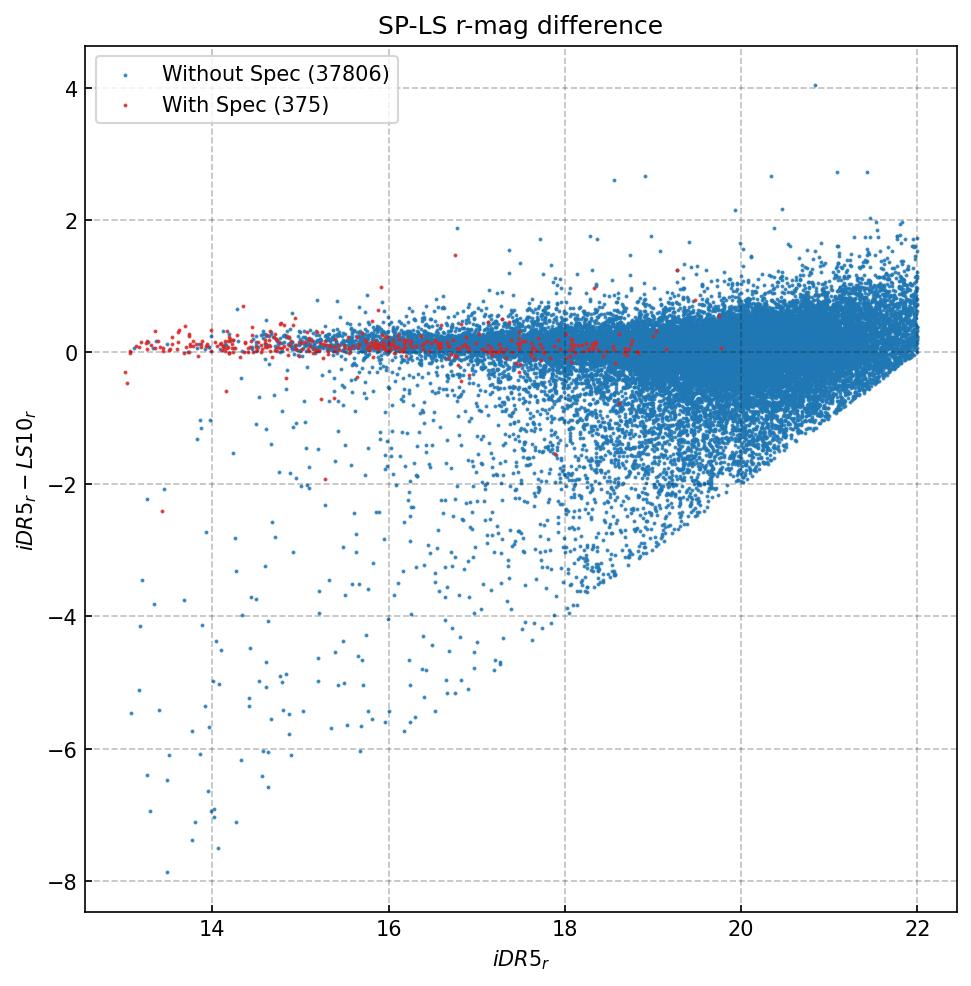 SP-LS r-mag difference
Without Spec (37806)
With Spec (375)
4
2
0
−2
−4
−6
−8
iDR5r − LS10r
14
16
18
20
22
iDR5r